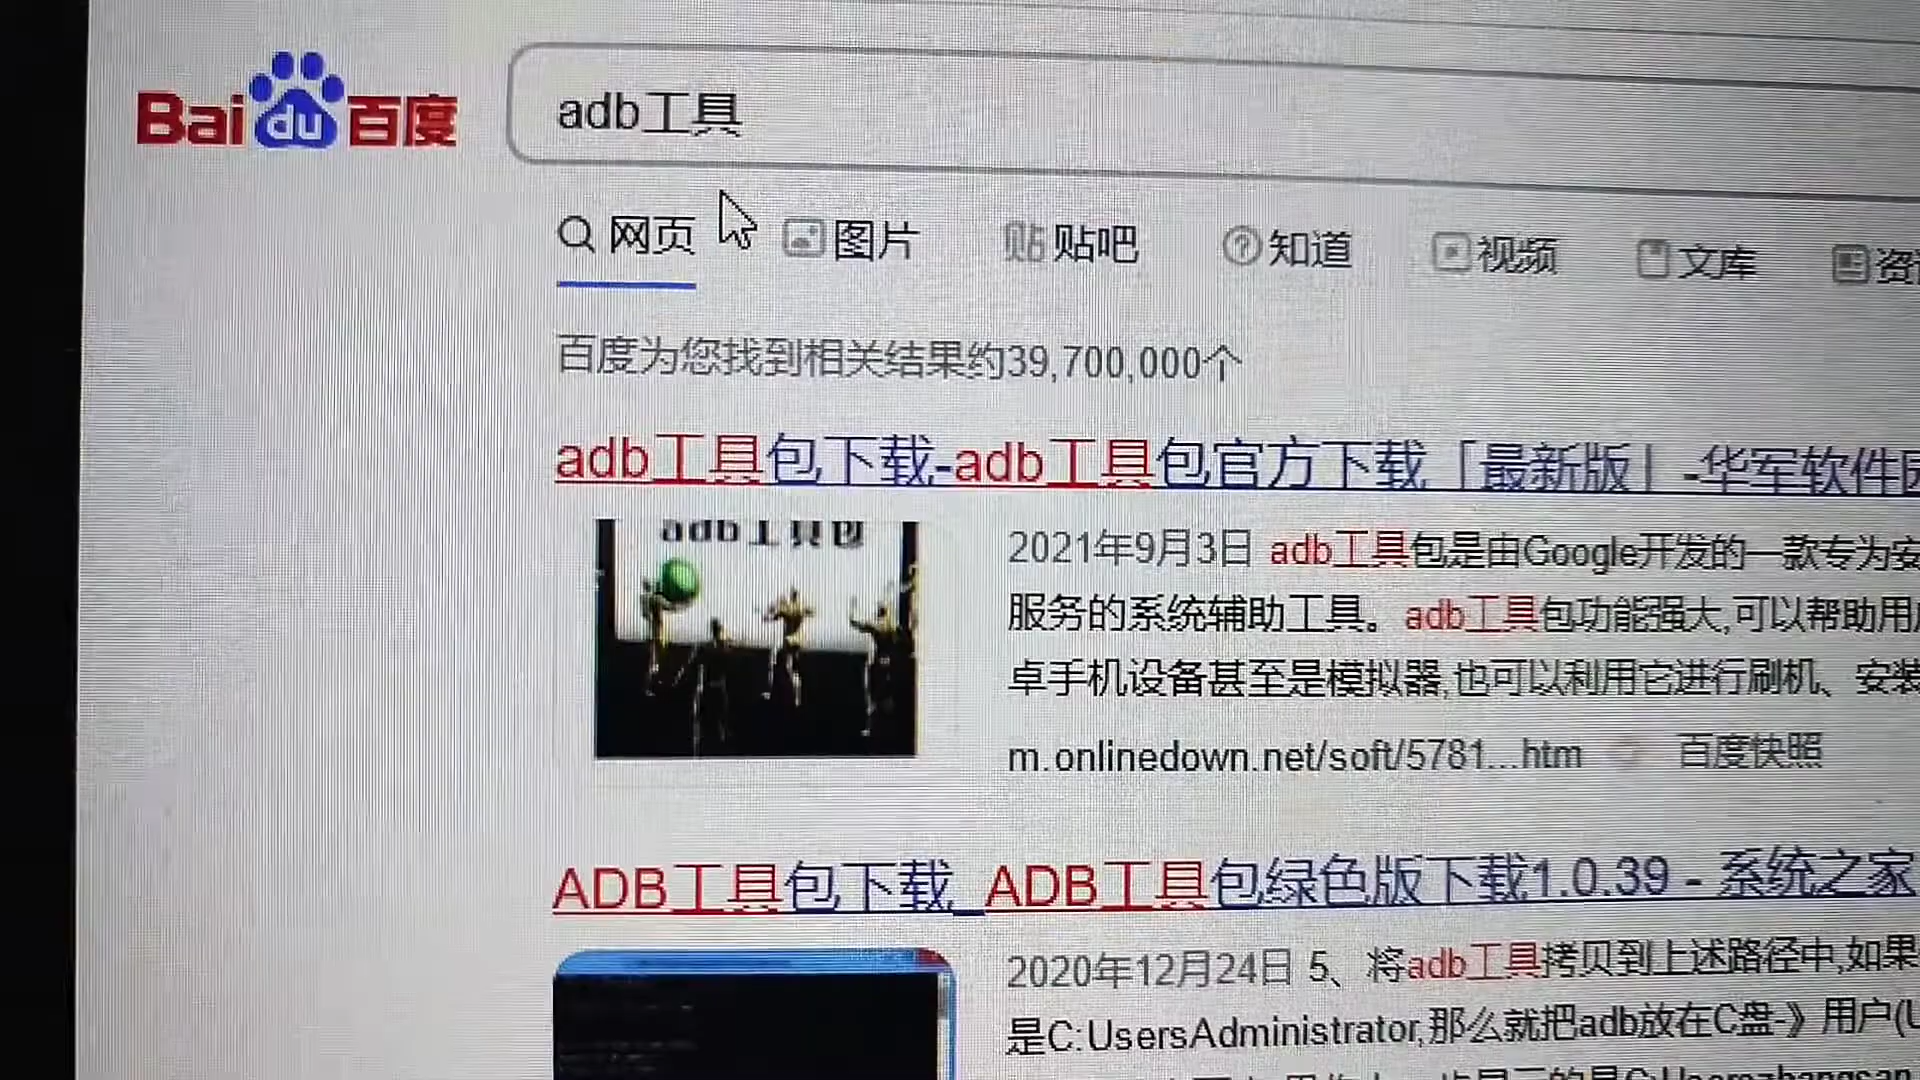 Bai du 百度
adb工具
网页 图片 贴 贴吧 知道 视频 文库
百度为您找到相关结果约39,700,000个
adb工具包下载-adb工具包官方下载「最新版」-华军软件园
adb工具包
2021年9月3日 adb工具包是由Google开发的一款专为安
服务的系统辅助工具。adb工具包功能强大,可以帮助用
卓手机设备甚至是模拟器,也可以利用它进行刷机、安装
m.onlinedown.net/soft/5781...htm 百度快照
ADB工具包下载_ADB工具包绿色版下载1.0.39 - 系统之家
2020年12月24日 5、将adb工具拷贝到上述路径中,如果
是C:UsersAdministrator,那么就把adb放在C盘-》用户(U